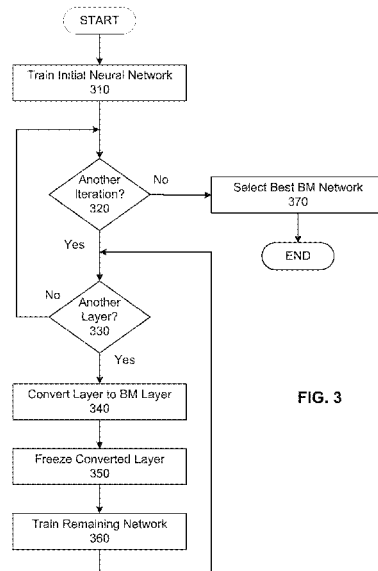 START
Train Initial Neural Network
310
Another
Iteration?
320
No
Select Best BM Network
370
Yes
END
No
Another
Layer?
330
Yes
Convert Layer to BM Layer
340
FIG. 3
Freeze Converted Layer
350
Train Remaining Network
360